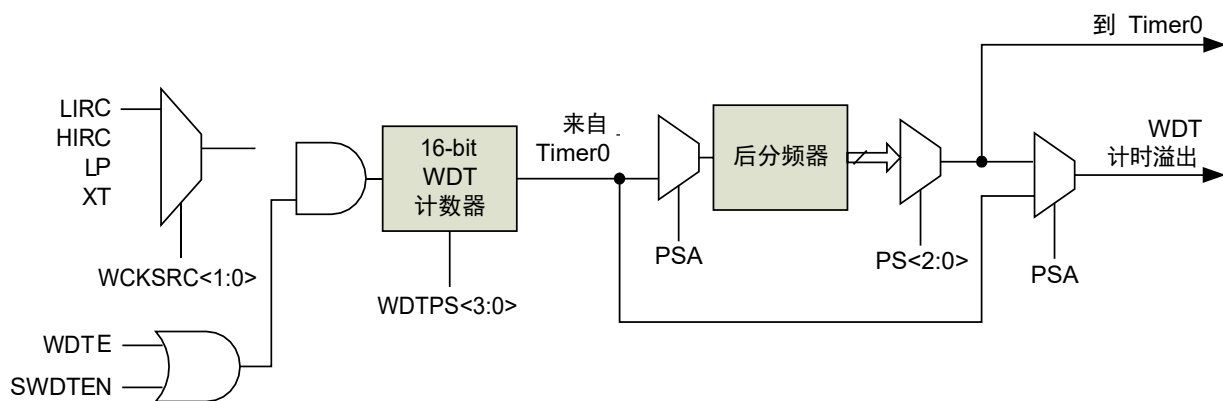 到 Timer0
LIRC
HIRC
LP
XT
WCKSRC<1:0>
WDTE
SWDTEN
16-bit
WDT
计数器
WDTPS<3:0>
来自
Timer0
PSA
后分频器
PS<2:0>
PSA
WDT
计时溢出